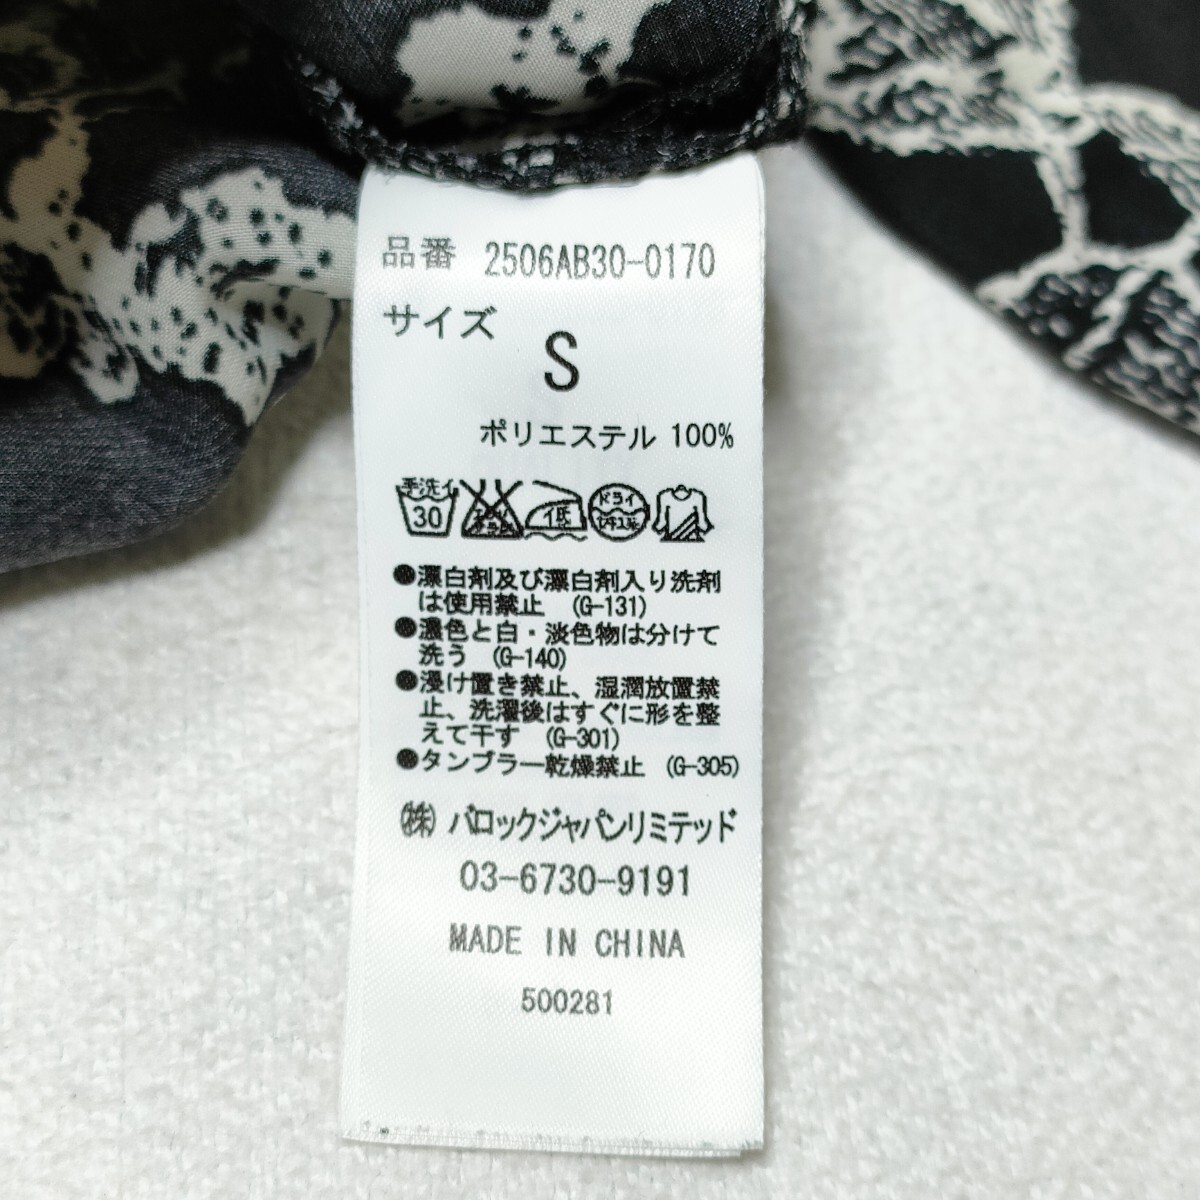 品番 2506AB30-0170
サイズ
S
ポリエステル 100%
手洗イ
30
低
ドライ
●漂白剤及び漂白剤入り洗剤
は使用禁止 (G-131)
●濃色と白・淡色物は分けて
洗う (G-140)
●浸け置き禁止、湿潤放置禁
止、洗濯後はすぐに形を整
えて干す (G-301)
●タンブラー乾燥禁止 (G-305)
㈱ バロックジャパンリミテッド
03-6730-9191
MADE IN CHINA
500281